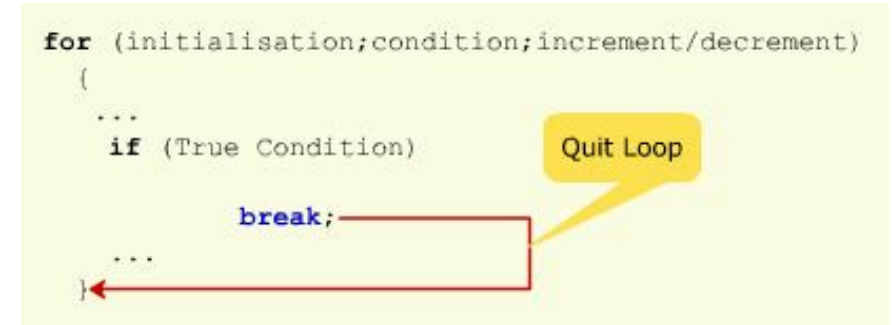 for (initialisation;condition;increment/decrement)
{
...
if (True Condition)
Quit Loop
break;
...
}